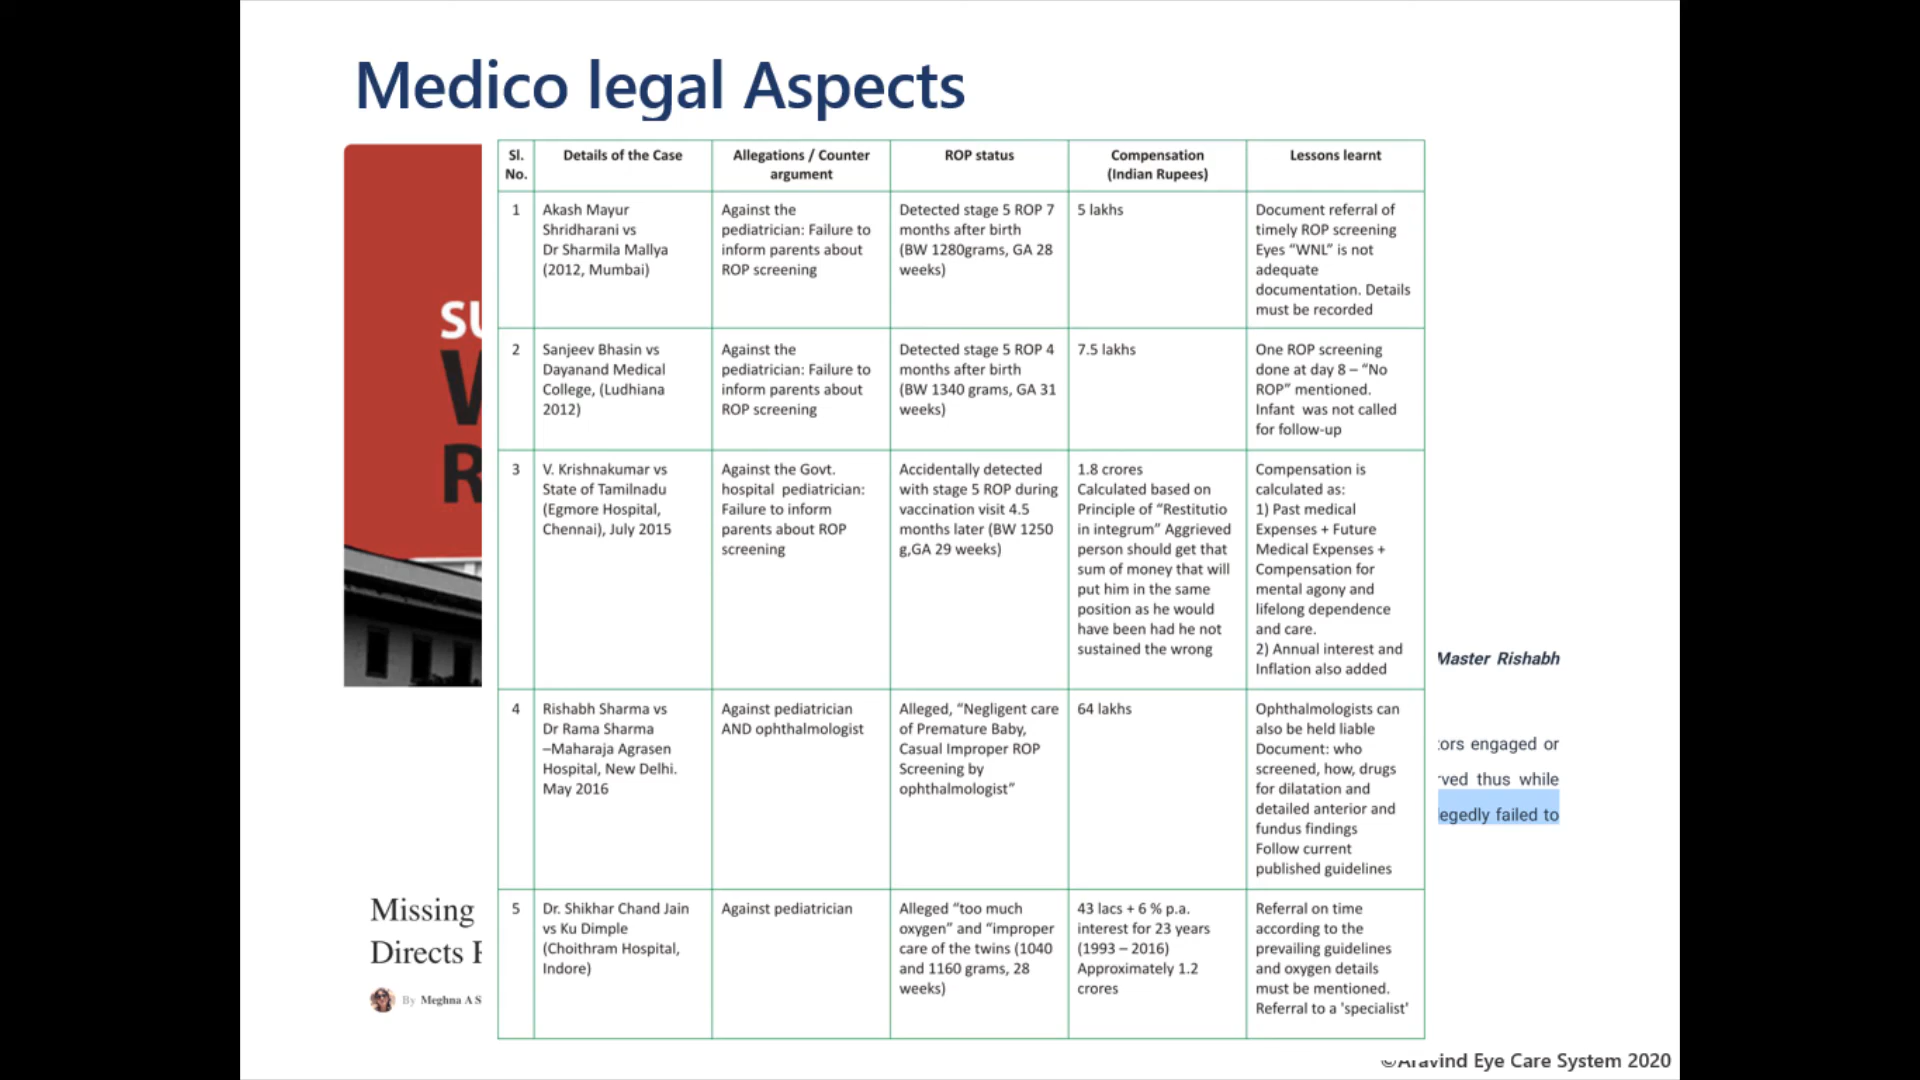 Medico legal Aspects
SU
W
R
Sl.
No.
Details of the Case
Allegations / Counter
argument
ROP status
Compensation
(Indian Rupees)
Lessons learnt
1
Akash Mayur
Shridharani vs
Dr Sharmila Mallya
(2012, Mumbai)
Against the
pediatrician: Failure to
inform parents about
ROP screening
Detected stage 5 ROP 7
months after birth
(BW 1280grams, GA 28
weeks)
5 lakhs
Document referral of
timely ROP screening
Eyes “WNL” is not
adequate
documentation. Details
must be recorded
2
Sanjeev Bhasin vs
Dayanand Medical
College, (Ludhiana
2012)
Against the
pediatrician: Failure to
inform parents about
ROP screening
Detected stage 5 ROP 4
months after birth
(BW 1340 grams, GA 31
weeks)
7.5 lakhs
One ROP screening
done at day 8 – “No
ROP” mentioned.
Infant was not called
for follow-up
3
V. Krishnakumar vs
State of Tamilnadu
(Egmore Hospital,
Chennai), July 2015
Against the Govt.
hospital pediatrician:
Failure to inform
parents about ROP
screening
Accidentally detected
with stage 5 ROP during
vaccination visit 4.5
months later (BW 1250
g,GA 29 weeks)
1.8 crores
Calculated based on
Principle of “Restitutio
in integrum” Aggrieved
person should get that
sum of money that will
put him in the same
position as he would
have been had he not
sustained the wrong
Compensation is
calculated as:
1) Past medical
Expenses + Future
Medical Expenses +
Compensation for
mental agony and
lifelong dependence
and care.
2) Annual interest and
Inflation also added
4
Rishabh Sharma vs
Dr Rama Sharma
–Maharaja Agrasen
Hospital, New Delhi.
May 2016
Against pediatrician
AND ophthalmologist
Alleged, “Negligent care
of Premature Baby,
Casual Improper ROP
Screening by
ophthalmologist”
64 lakhs
Ophthalmologists can
also be held liable
Document: who
screened, how, drugs
for dilatation and
detailed anterior and
fundus findings
Follow current
published guidelines
5
Dr. Shikhar Chand Jain
vs Ku Dimple
(Choithram Hospital,
Indore)
Against pediatrician
Alleged “too much
oxygen” and “improper
care of the twins (1040
and 1160 grams, 28
weeks)
43 lacs + 6 % p.a.
interest for 23 years
(1993 – 2016)
Approximately 1.2
crores
Referral on time
according to the
prevailing guidelines
and oxygen details
must be mentioned.
Referral to a 'specialist'
Master Rishabh
tors engaged or
rved thus while
legedly failed to
Missing
Directs
By Meghna A S
©Aravind Eye Care System 2020